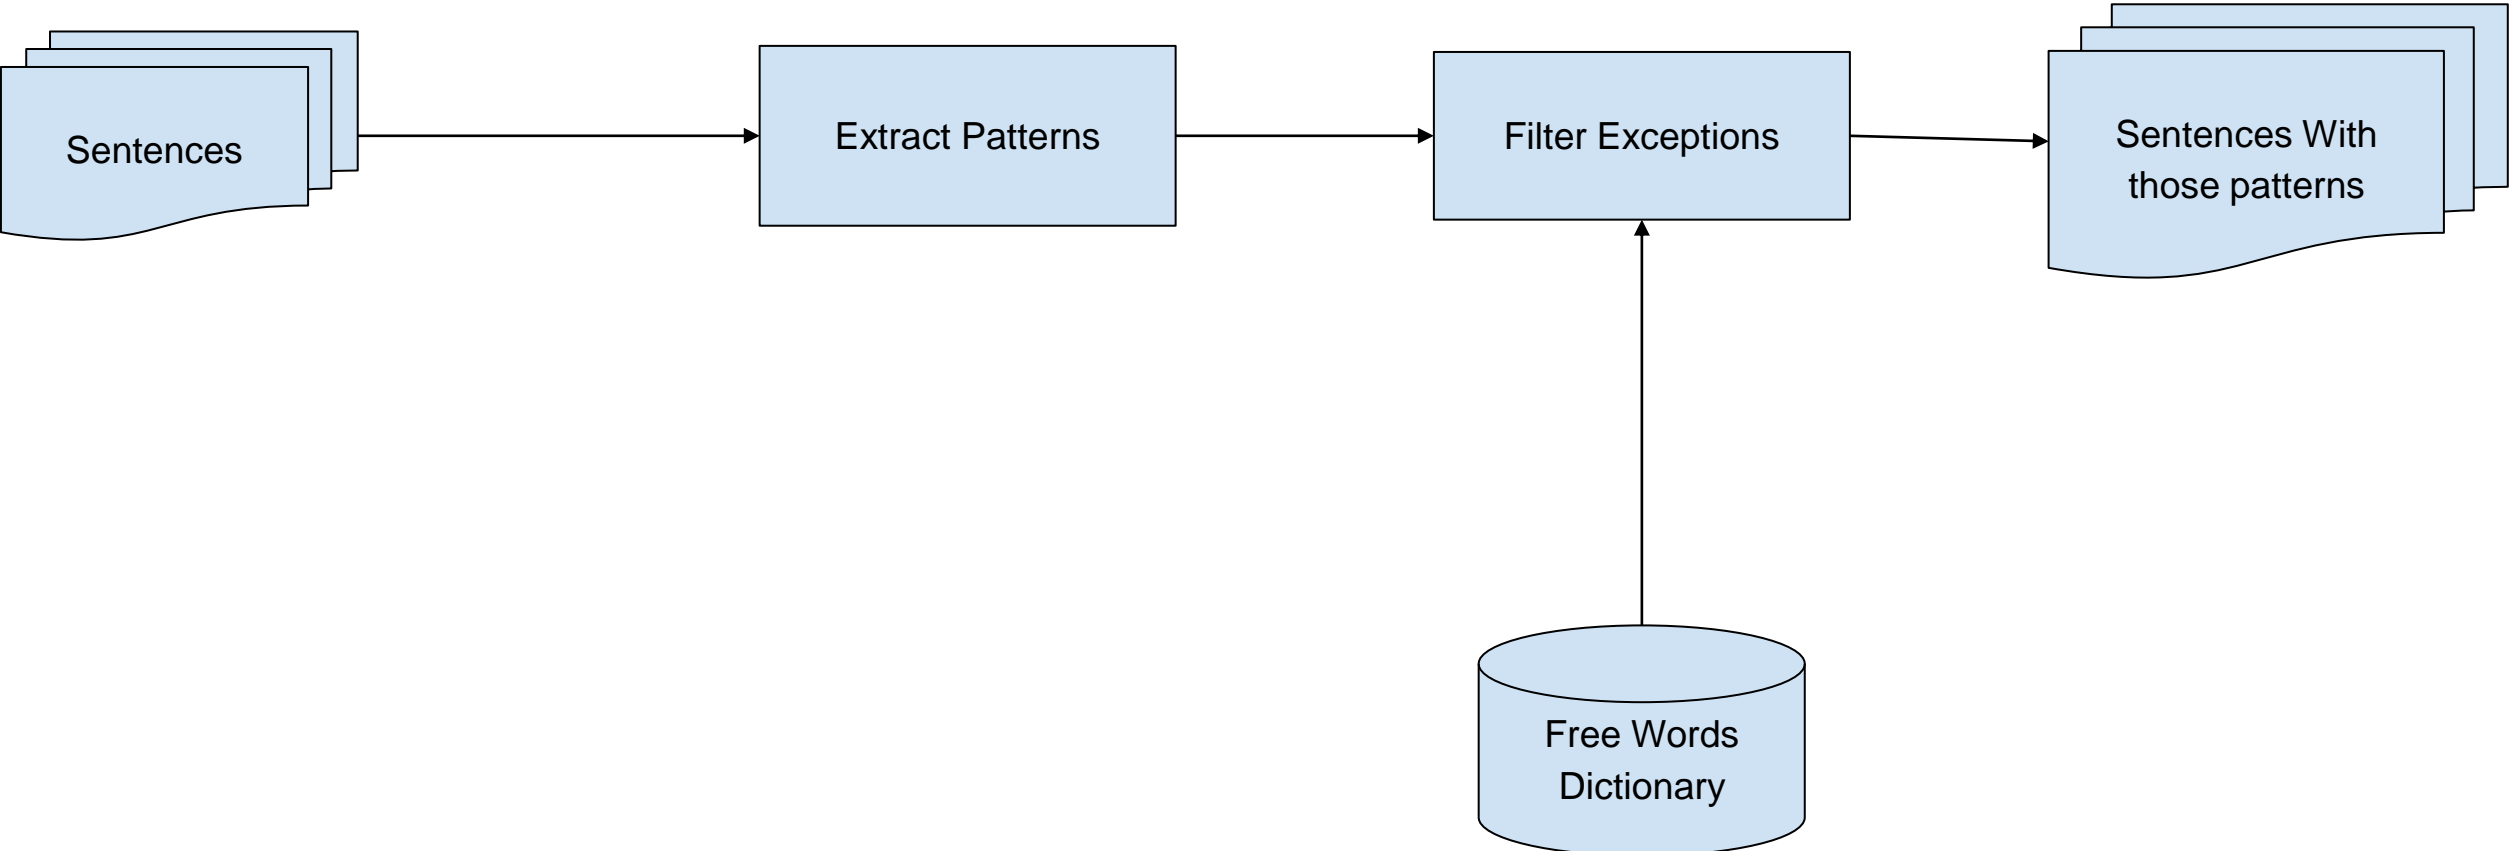 Sentences
Extract Patterns
Filter Exceptions
Sentences With
those patterns
Free Words
Dictionary